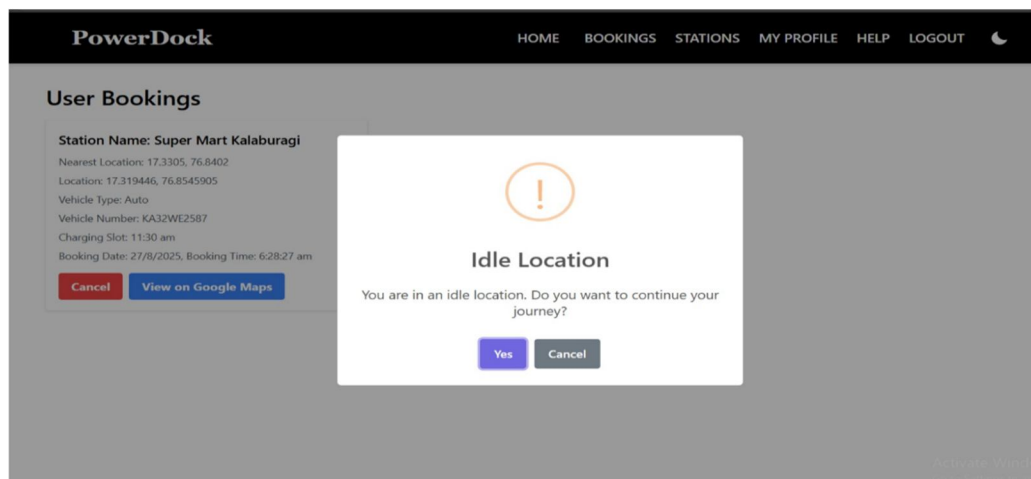 PowerDock
HOME BOOKINGS STATIONS MY PROFILE HELP LOGOUT
User Bookings
Station Name: Super Mart Kalaburagi
Nearest Location: 17.3305, 76.8402
Location: 17.319446, 76.8545905
Vehicle Type: Auto
Vehicle Number: KA32WE2587
Charging Slot: 11:30 am
Booking Date: 27/8/2025, Booking Time: 6:28:27 am
Cancel View on Google Maps
!
Idle Location
You are in an idle location. Do you want to continue your
journey?
Yes Cancel
Activate Wind